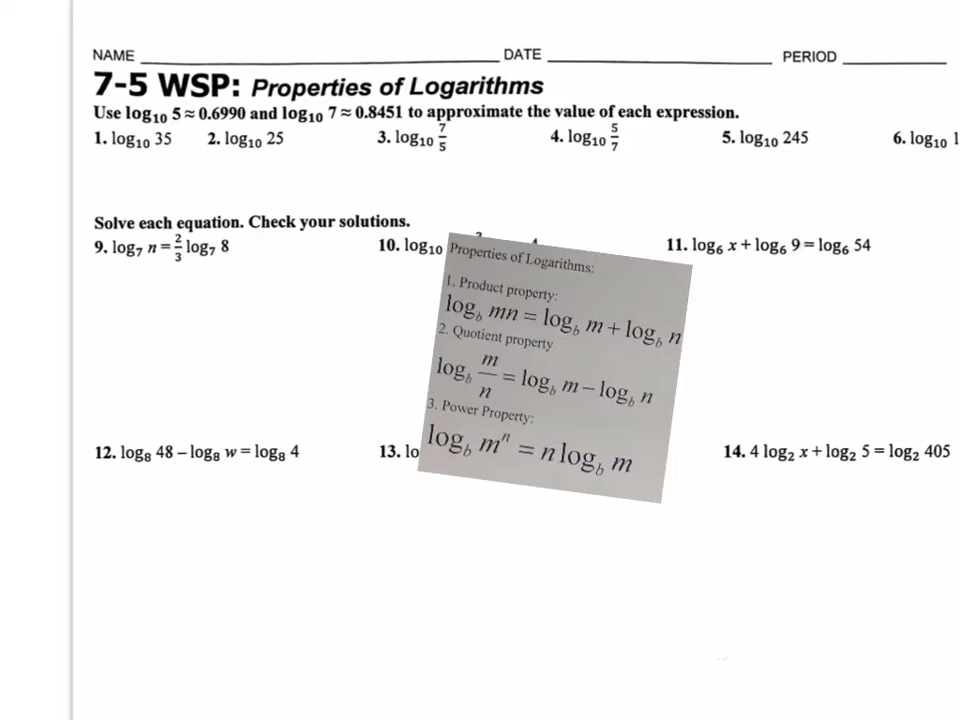 NAME ____ DATE ____ PERIOD ____
7-5 WSP: Properties of Logarithms
Use log₁₀ 5 ≈ 0.6990 and log₁₀ 7 ≈ 0.8451 to approximate the value of each expression.
1. log₁₀ 35 2. log₁₀ 25 3. log₁₀ 7/5 4. log₁₀ 5/7 5. log₁₀ 245 6. log₁₀
Solve each equation. Check your solutions.
9. log₇ n = 2/3 log₇ 8 10. log₁₀ 11. log₆ x + log₆ 9 = log₆ 54
12. log₈ 48 – log₈ w = log₈ 4 13. 14. 4 log₂ x + log₂ 5 = log₂ 405
Properties of Logarithms:
1. Product property:
log_b mn = log_b m + log_b n
2. Quotient property
log_b m/n = log_b m – log_b n
3. Power Property:
log_b mⁿ = n log_b m